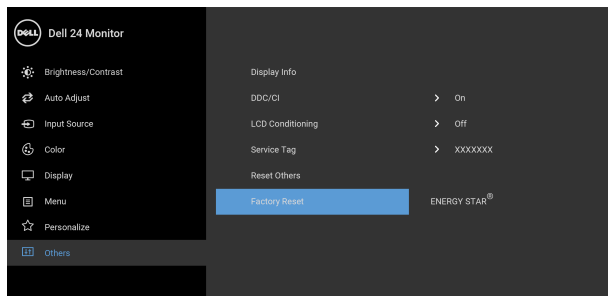 DELL Dell 24 Monitor
Brightness/Contrast
Auto Adjust
Input Source
Color
Display
Menu
Personalize
Others
Display Info
DDC/CI On
LCD Conditioning Off
Service Tag XXXXXXX
Reset Others
Factory Reset ENERGY STAR®